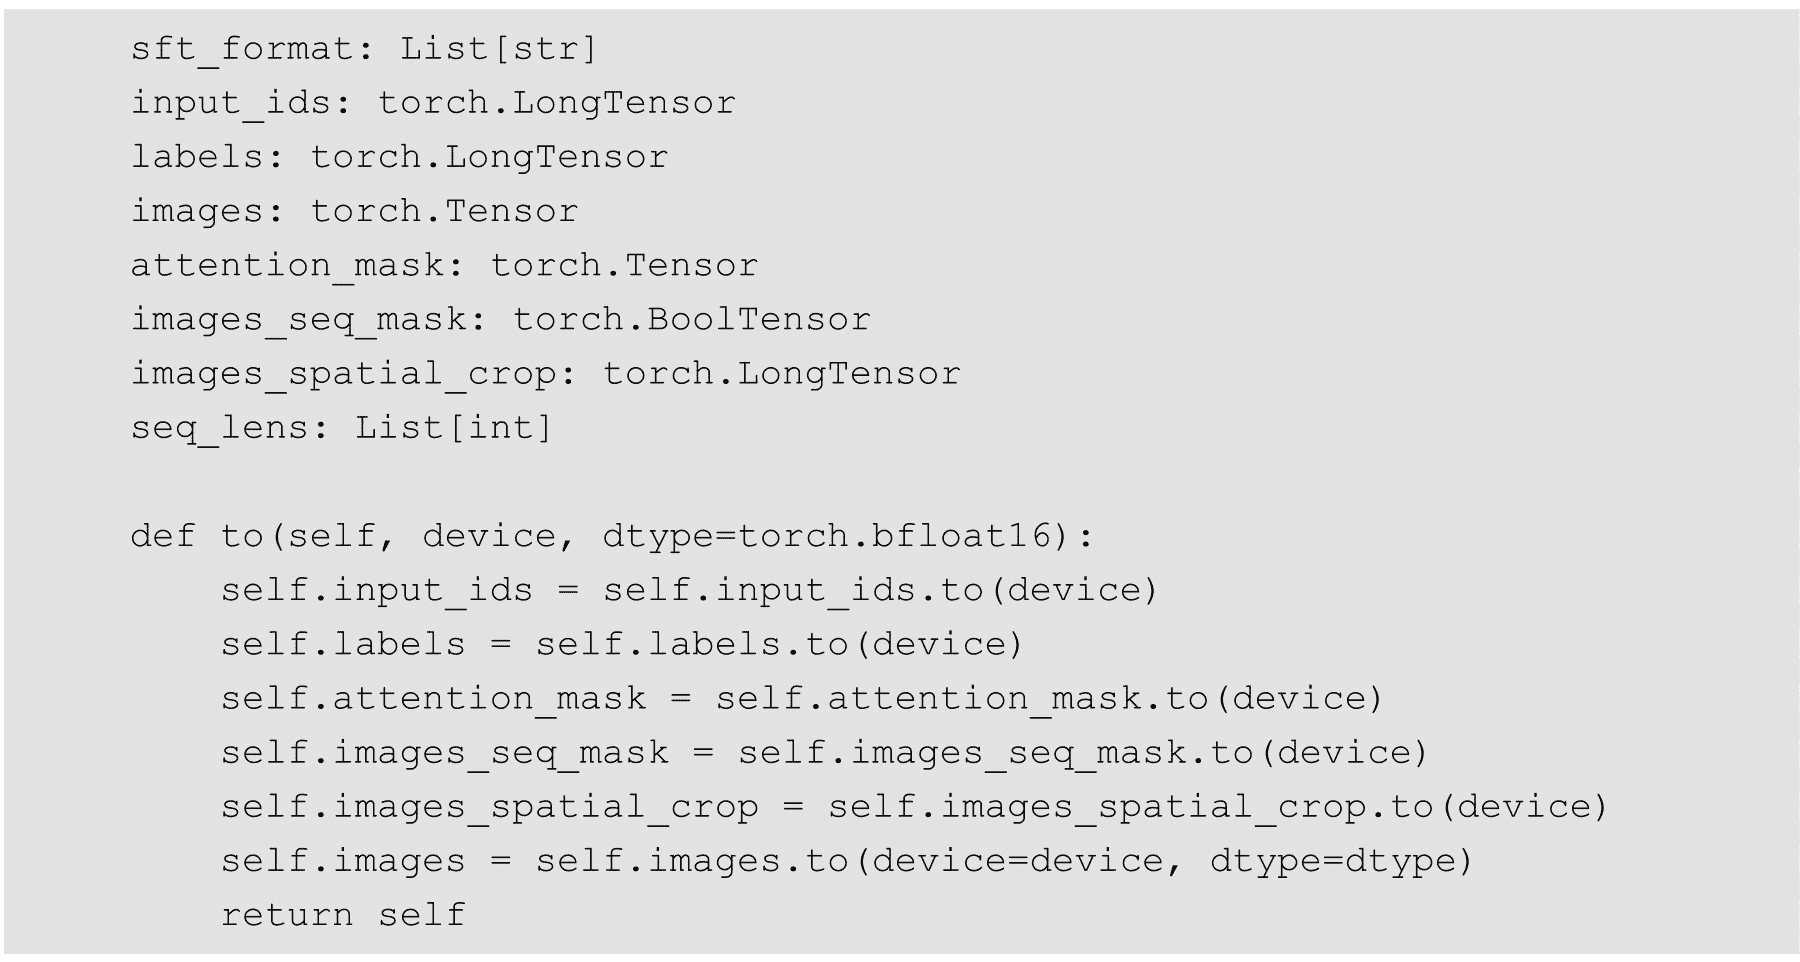 sft_format: List[str]
input_ids: torch.LongTensor
labels: torch.LongTensor
images: torch.Tensor
attention_mask: torch.Tensor
images_seq_mask: torch.BoolTensor
images_spatial_crop: torch.LongTensor
seq_lens: List[int]

def to(self, device, dtype=torch.bfloat16):
    self.input_ids = self.input_ids.to(device)
    self.labels = self.labels.to(device)
    self.attention_mask = self.attention_mask.to(device)
    self.images_seq_mask = self.images_seq_mask.to(device)
    self.images_spatial_crop = self.images_spatial_crop.to(device)
    self.images = self.images.to(device=device, dtype=dtype)
    return self